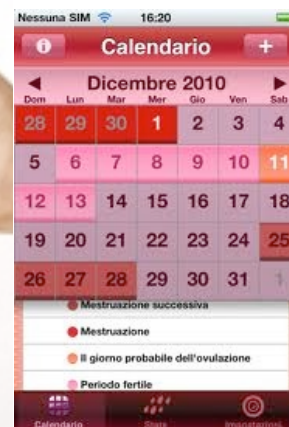 Nessuna SIM 16:20
Calendario +
Dicembre 2010
Dom Lun Mar Mer Gio Ven Sab
28 29 30 1 2 3 4
5 6 7 8 9 10 11
12 13 14 15 16 17 18
19 20 21 22 23 24 25
26 27 28 29 30 31 1
Mestruazione successiva
Mestruazione
Il giorno probabile dell'ovulazione
Periodo fertile
Calendario Stars Impostazioni